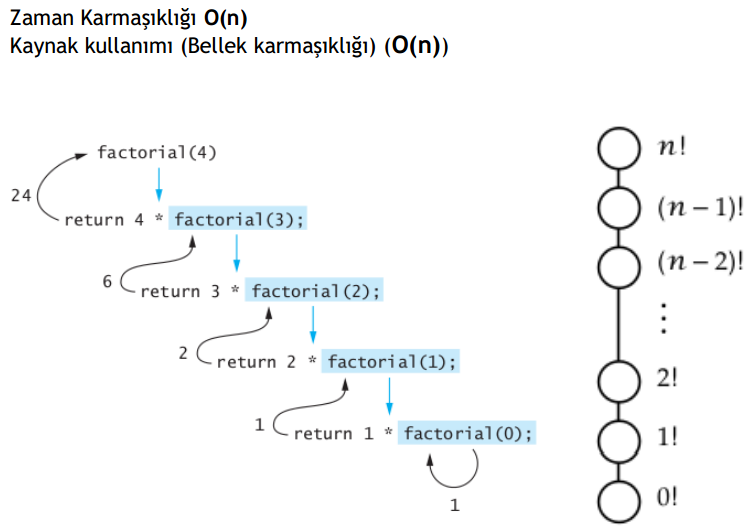 Zaman Karmaşıklığı O(n)
Kaynak kullanımı (Bellek karmaşıklığı) (O(n))
factorial(4)
24
return 4 * factorial(3);
6
return 3 * factorial(2);
2
return 2 * factorial(1);
1
return 1 * factorial(0);
1
n!
(n − 1)!
(n − 2)!
⋮
2!
1!
0!